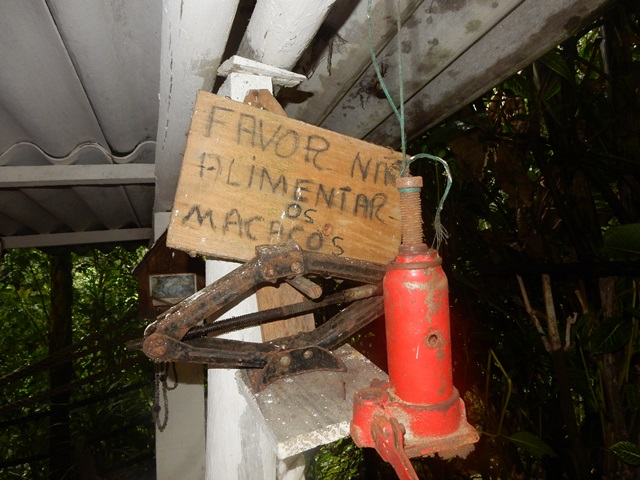 FAVOR NÃO
ALIMENTAR-
OS
MACACOS